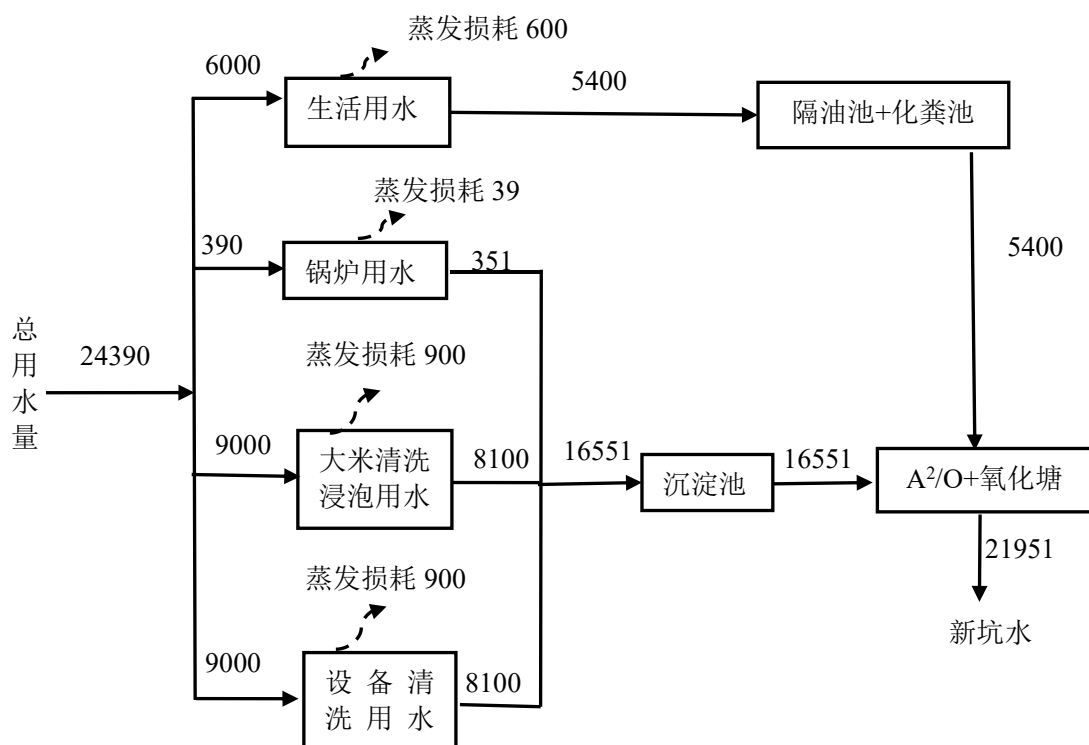 蒸发损耗 600
6000
生活用水
5400
隔油池+化粪池
蒸发损耗 39
390
锅炉用水
351
5400
总用水量
24390
蒸发损耗 900
9000
大米清洗
浸泡用水
8100
16551
沉淀池
16551
A²/O+氧化塘
21951
新坑水
蒸发损耗 900
9000
设备清
洗用水
8100